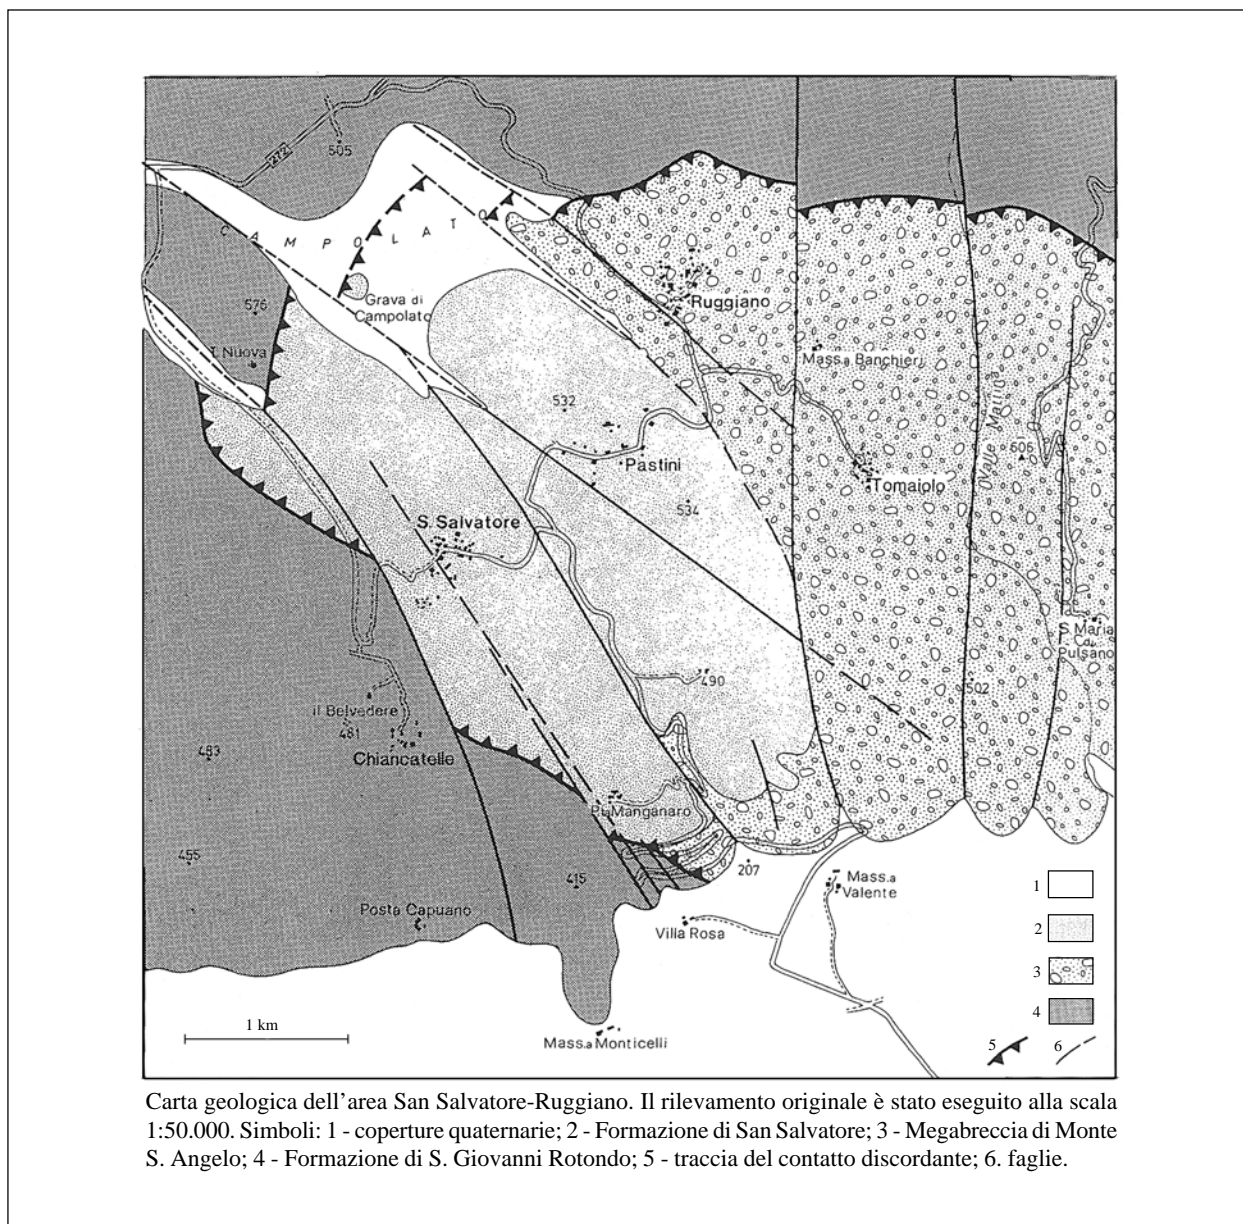 505
272
CAMPOLATO
576
Grava di
Campolato
Ruggiano
T. Nuova
Mass.a Banchieri
532
Pastini
505
Tomaiolo
534
S. Salvatore
S. Maria
di
Pulsano
490
502
il Belvedere
481
483
Chiancatelle
P. Manganaro
455
415
207
Mass.a
Valente
Posta Capuano
Villa Rosa
1
2
3
4
5 6
1 km
Mass.a Monticelli
Carta geologica dell'area San Salvatore-Ruggiano. Il rilevamento originale è stato eseguito alla scala
1:50.000. Simboli: 1 - coperture quaternarie; 2 - Formazione di San Salvatore; 3 - Megabreccia di Monte
S. Angelo; 4 - Formazione di S. Giovanni Rotondo; 5 - traccia del contatto discordante; 6. faglie.